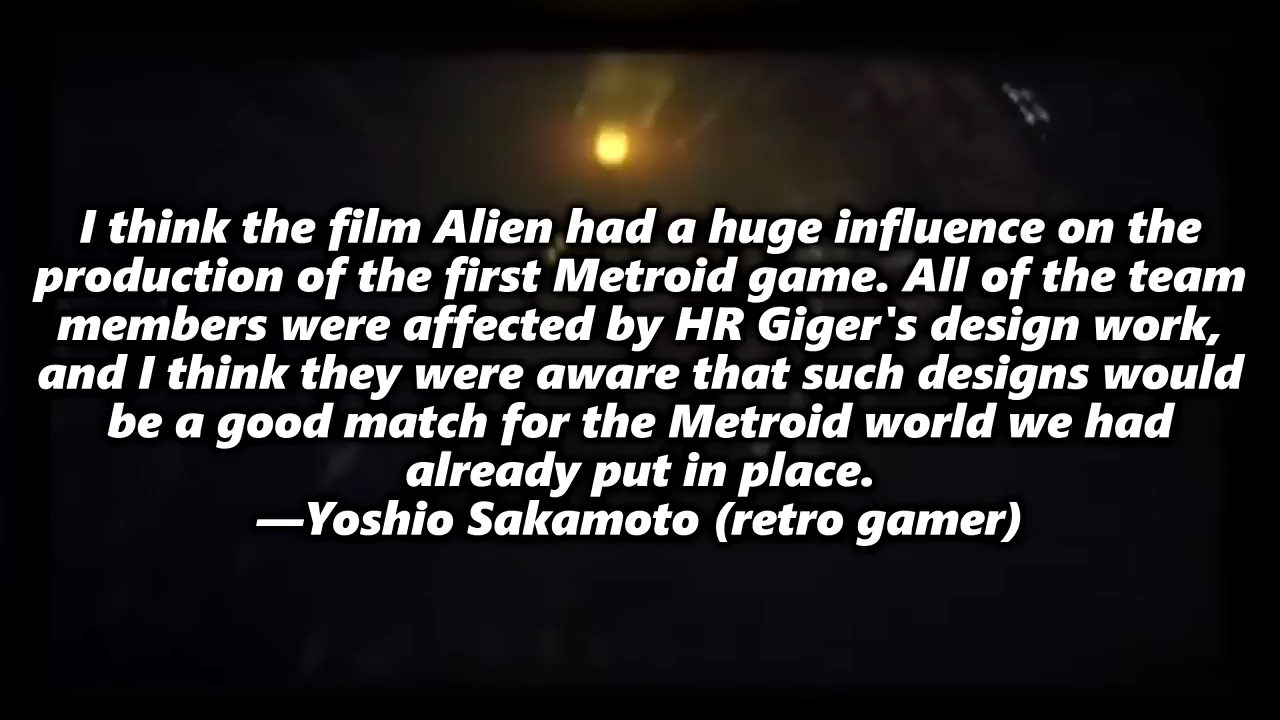 I think the film Alien had a huge influence on the
production of the first Metroid game. All of the team
members were affected by HR Giger's design work,
and I think they were aware that such designs would
be a good match for the Metroid world we had
already put in place.
—Yoshio Sakamoto (retro gamer)